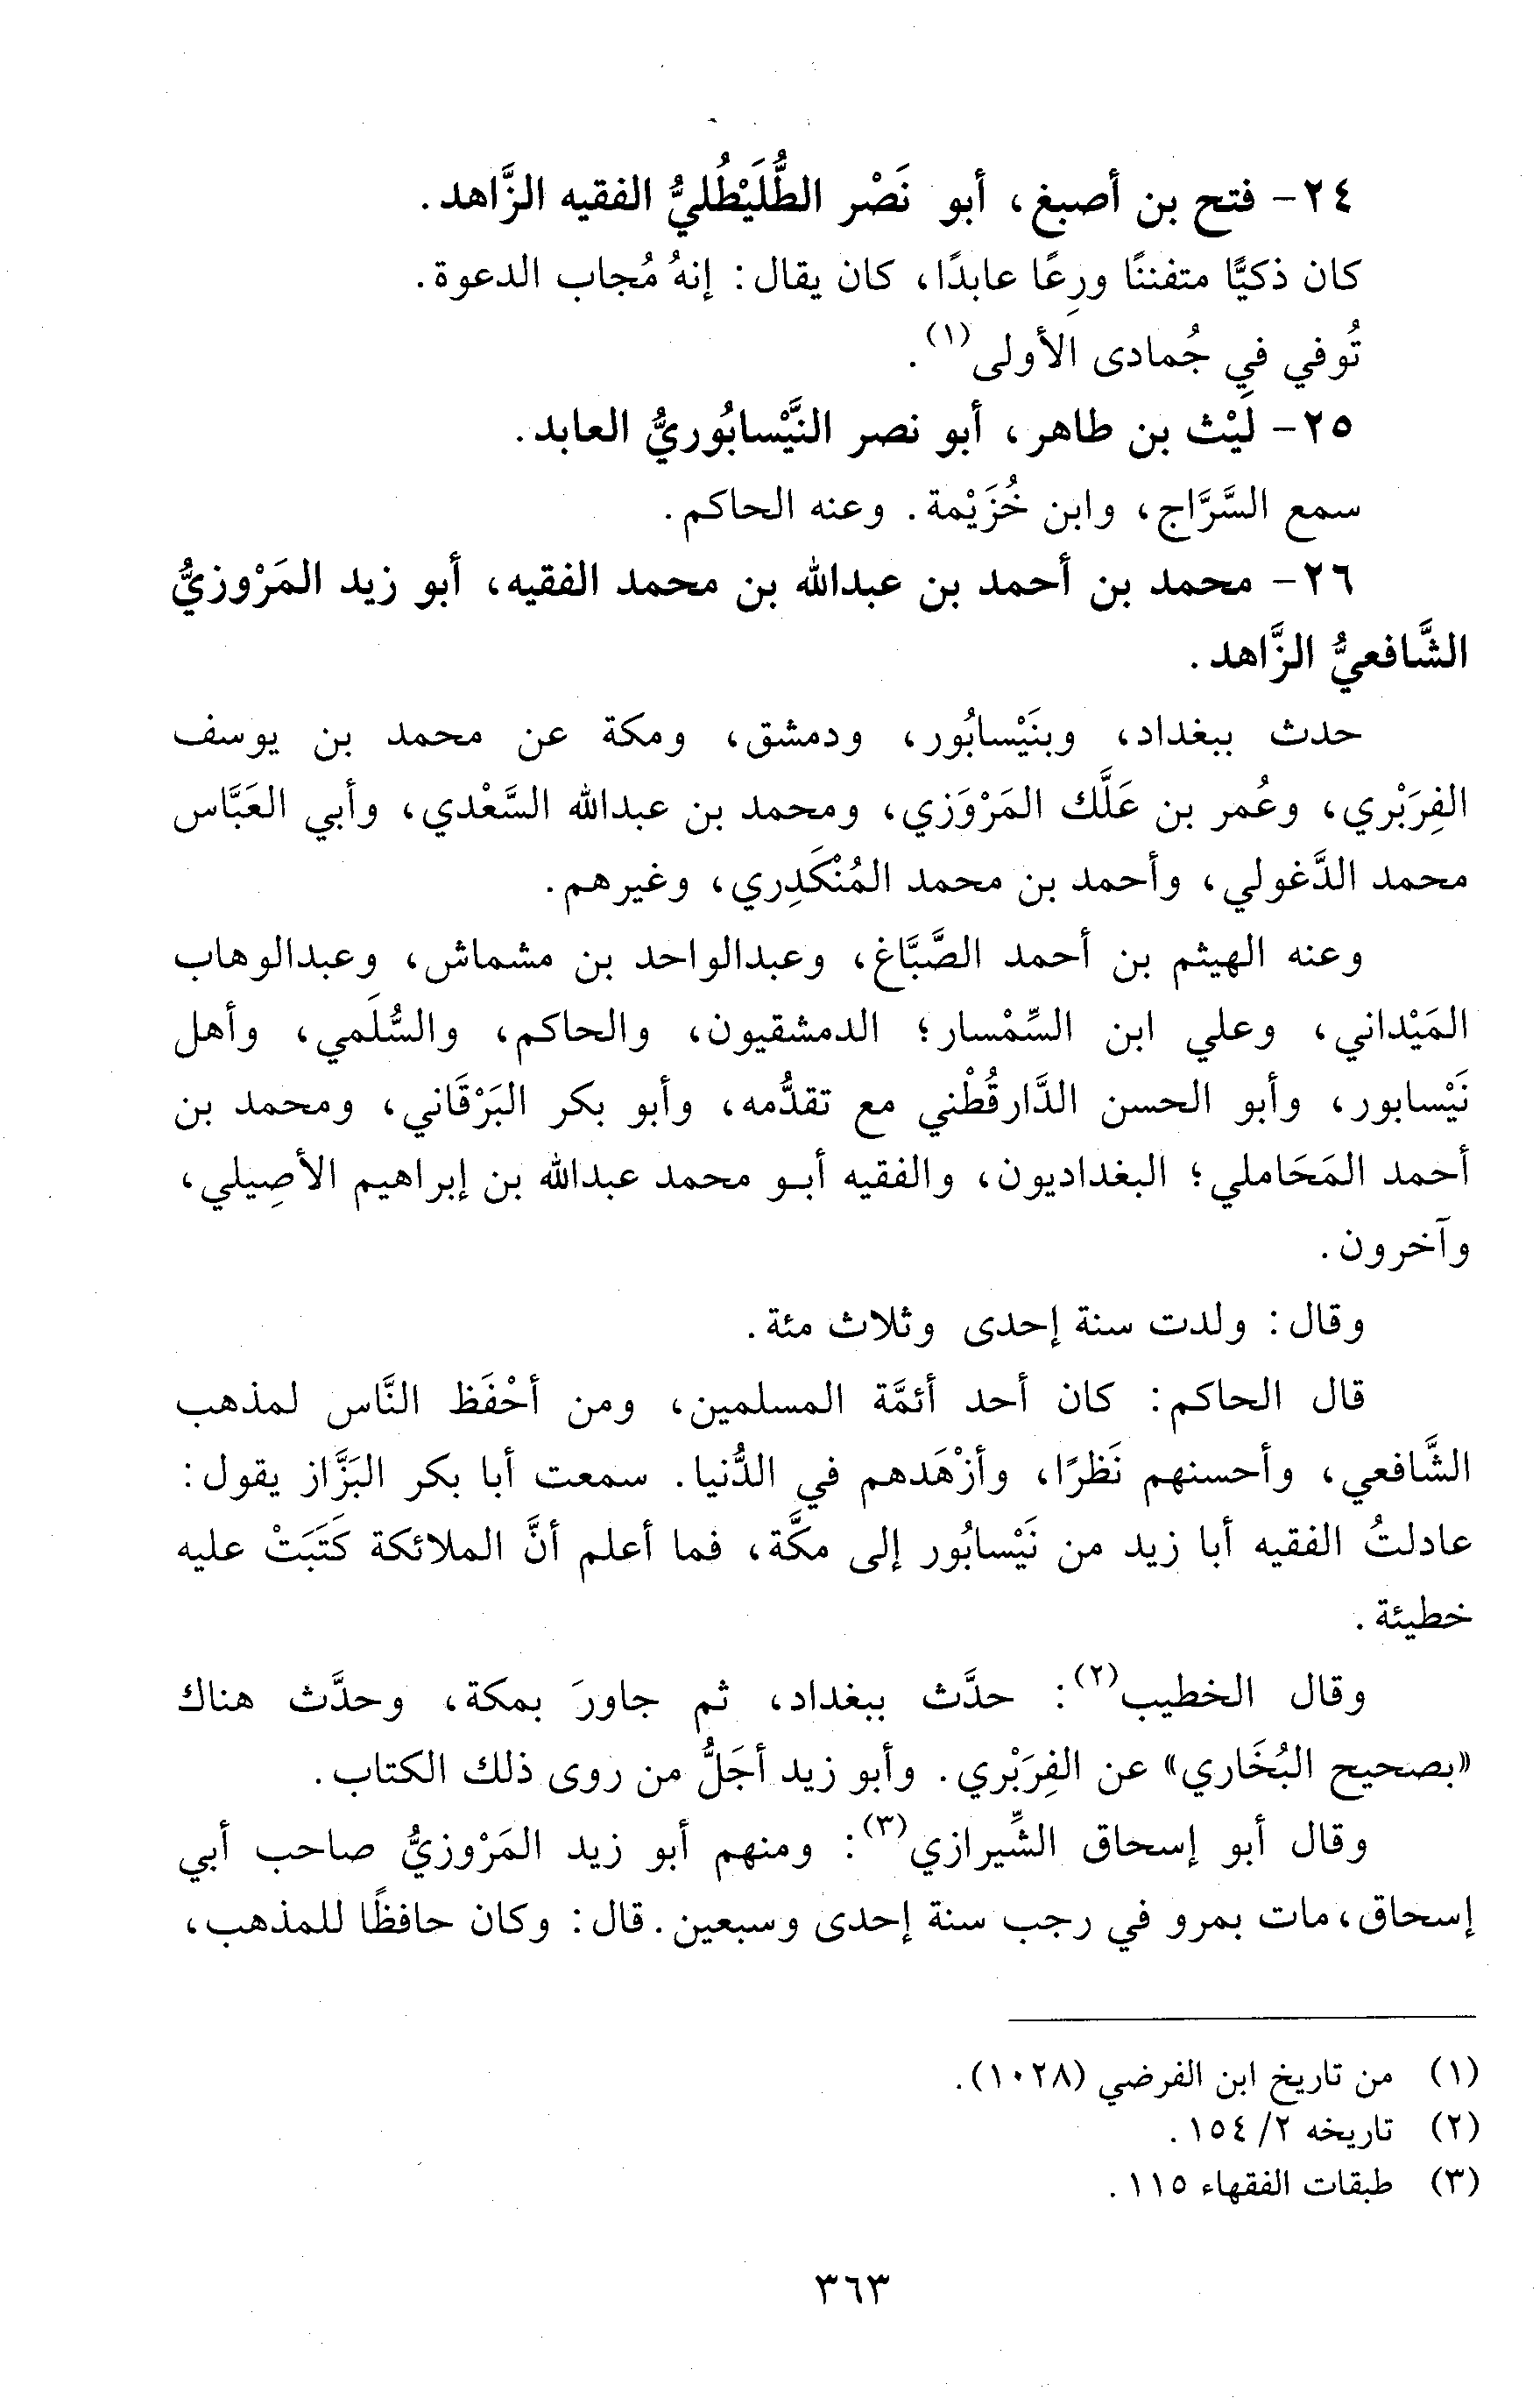 ٢٤- فتح بن أصبغ، أبو نَصْر الطُّلَيْطُليُّ الفقيه الزَّاهد.
كان ذكيًّا متفننًا ورِعًا عابدًا، كان يقال: إنهُ مُجاب الدعوة.
تُوفي في جُمادى الأولى(١).
٢٥- لَيْث بن طاهر، أبو نصر النَّيْسابُوريُّ العابد.
سمع السَّرَّاج، وابن خُزَيْمة. وعنه الحاكم.
٢٦- محمد بن أحمد بن عبدالله بن محمد الفقيه، أبو زيد المَرْوزيُّ
الشَّافعيُّ الزَّاهد.
حدث ببغداد، وبنَيْسابُور، ودمشق، ومكة عن محمد بن يوسف
الفِرَبْري، وعُمر بن عَلَّك المَرْوَزي، ومحمد بن عبدالله السَّعْدي، وأبي العَبَّاس
محمد الدَّغولي، وأحمد بن محمد المُنْكَدِري، وغيرهم.
وعنه الهيثم بن أحمد الصَّبَّاغ، وعبدالواحد بن مشماش، وعبدالوهاب
المَيْداني، وعلي ابن السِّمْسار؛ الدمشقيون، والحاكم، والسُّلَمي، وأهل
نَيْسابور، وأبو الحسن الدَّارقُطْني مع تقدُّمه، وأبو بكر البَرْقَاني، ومحمد بن
أحمد المَحَاملي؛ البغداديون، والفقيه أبو محمد عبدالله بن إبراهيم الأصِيلي،
وآخرون.
وقال: ولدت سنة إحدى وثلاث مئة.
قال الحاكم: كان أحد أئمَّة المسلمين، ومن أحْفَظ النَّاس لمذهب
الشَّافعي، وأحسنهم نَظرًا، وأزْهَدهم في الدُّنيا. سمعت أبا بكر البَزَّاز يقول:
عادلتُ الفقيه أبا زيد من نَيْسابُور إلى مكَّة، فما أعلم أنَّ الملائكة كَتَبَتْ عليه
خطيئة.
وقال الخطيب(٢): حدَّث ببغداد، ثم جاورَ بمكة، وحدَّث هناك
«بصحيح البُخَاري» عن الفِرَبْري. وأبو زيد أجَلُّ من روى ذلك الكتاب.
وقال أبو إسحاق الشِّيرازي(٣): ومنهم أبو زيد المَرْوزيُّ صاحب أبي
إسحاق، مات بمرو في رجب سنة إحدى وسبعين. قال: وكان حافظًا للمذهب،
(١) من تاريخ ابن الفرضي (١٠٢٨).
(٢) تاريخه ٢/ ١٥٤.
(٣) طبقات الفقهاء ١١٥.
٣٦٣